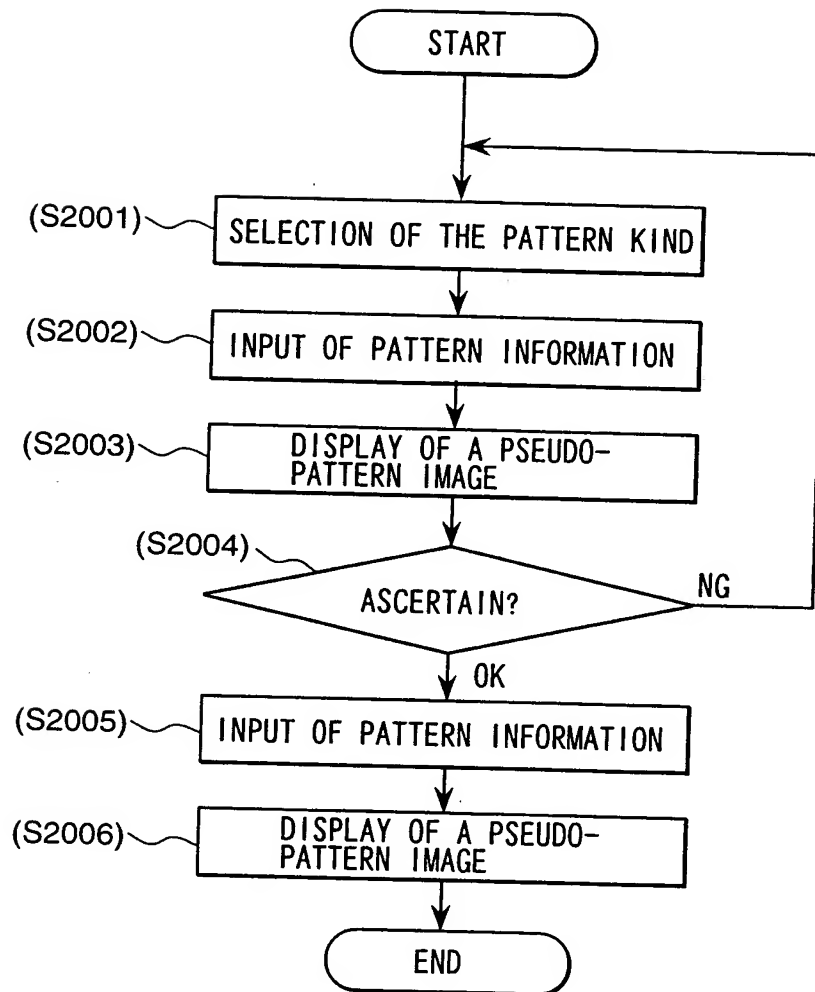 START
(S2001)
SELECTION OF THE PATTERN KIND
(S2002)
INPUT OF PATTERN INFORMATION
(S2003)
DISPLAY OF A PSEUDO-
PATTERN IMAGE
(S2004)
ASCERTAIN?
NG
OK
(S2005)
INPUT OF PATTERN INFORMATION
(S2006)
DISPLAY OF A PSEUDO-
PATTERN IMAGE
END